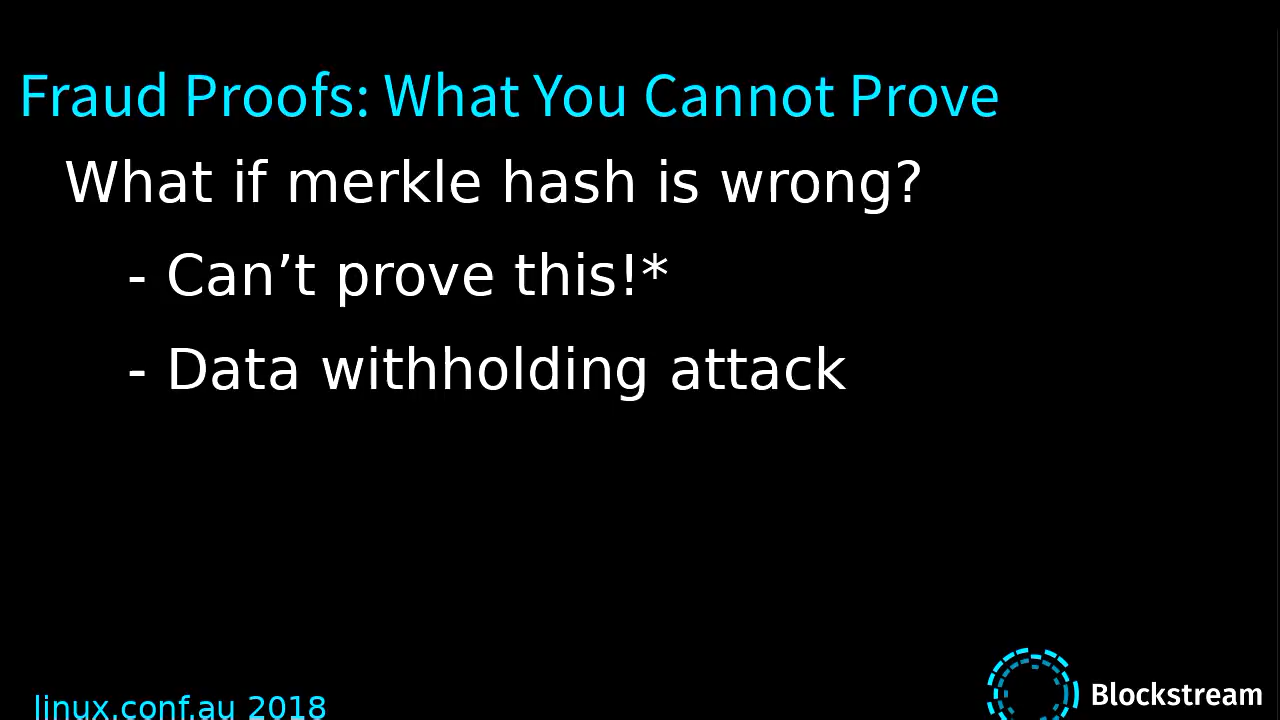 Fraud Proofs: What You Cannot Prove
What if merkle hash is wrong?
- Can’t prove this!*
- Data withholding attack
linux.conf.au 2018
Blockstream